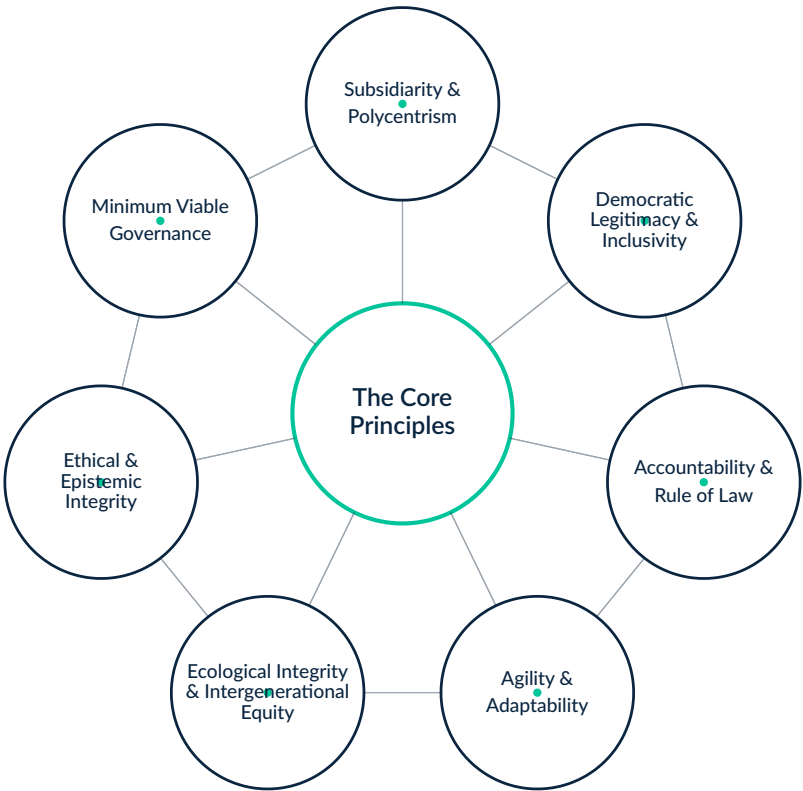 Subsidiarity &
Polycentrism
Democratic
Legitimacy &
Inclusivity
Minimum Viable
Governance
The Core
Principles
Ethical &
Epistemic
Integrity
Accountability &
Rule of Law
Ecological Integrity
& Intergenerational
Equity
Agility &
Adaptability